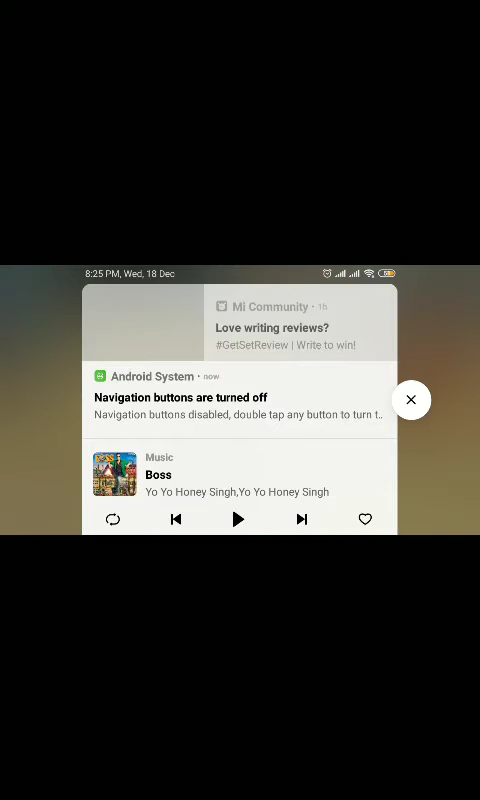 8:25 PM, Wed, 18 Dec
Mi Community • 1h
Love writing reviews?
#GetSetReview | Write to win!
Android System • now
Navigation buttons are turned off
Navigation buttons disabled, double tap any button to turn t..
Music
BOSS
Boss
Yo Yo Honey Singh,Yo Yo Honey Singh